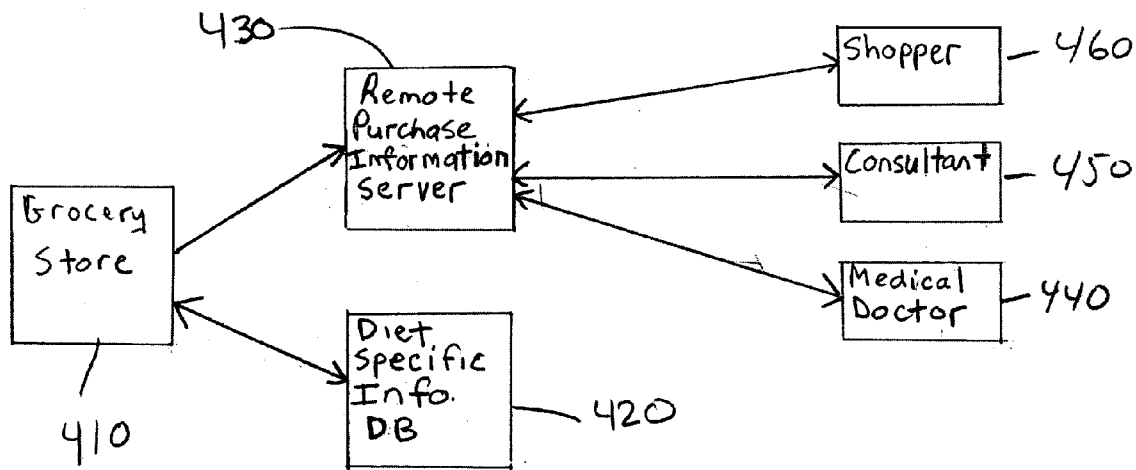 430
Remote
Purchase
Information
Server
Shopper
460
Consultant
450
Grocery
Store
410
Medical
Doctor
440
Diet
Specific
Info.
DB
420